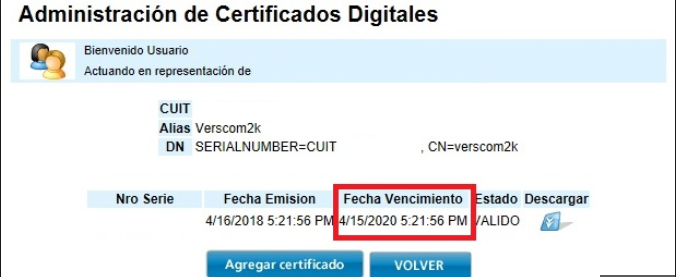 Administración de Certificados Digitales
Bienvenido Usuario
Actuando en representación de
CUIT
Alias Verscom2k
DN SERIALNUMBER=CUIT , CN=verscom2k
Nro Serie Fecha Emision Fecha Vencimiento Estado Descargar
4/16/2018 5:21:56 PM 4/15/2020 5:21:56 PM VALIDO
Agregar certificado VOLVER